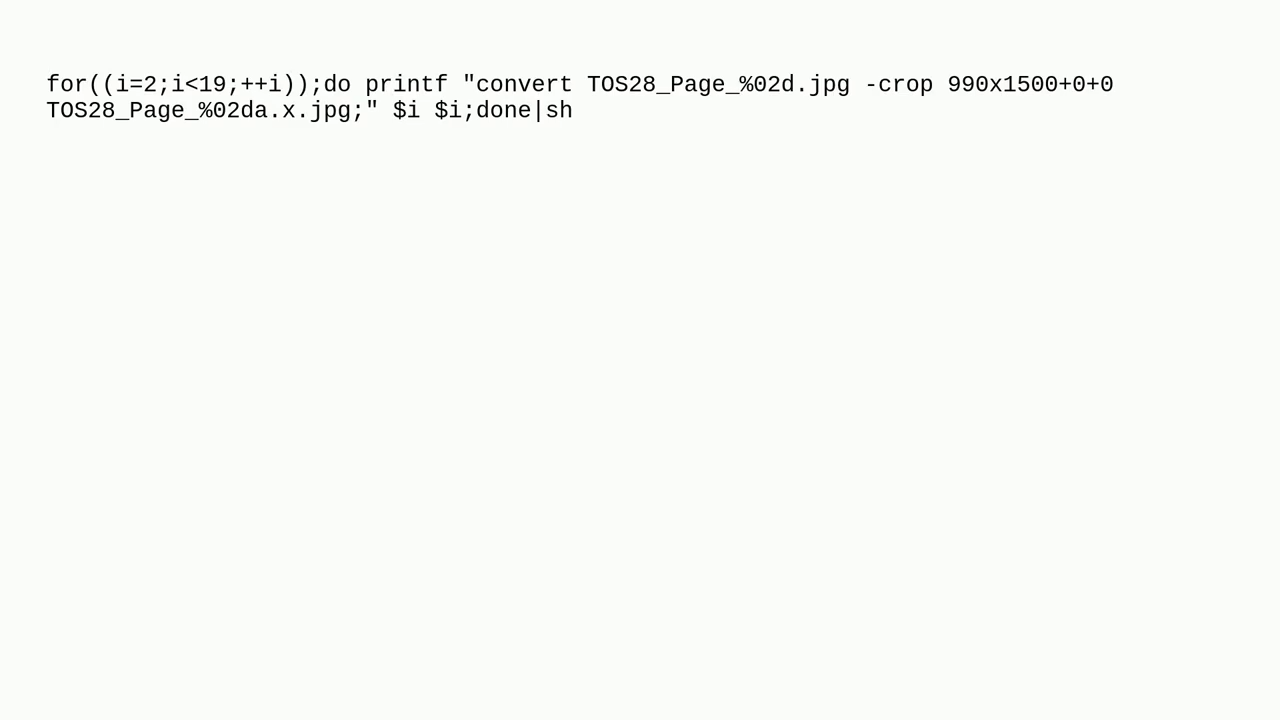 for((i=2;i<19;++i));do printf "convert TOS28_Page_%02d.jpg -crop 990x1500+0+0
TOS28_Page_%02da.x.jpg;" $i $i;done|sh